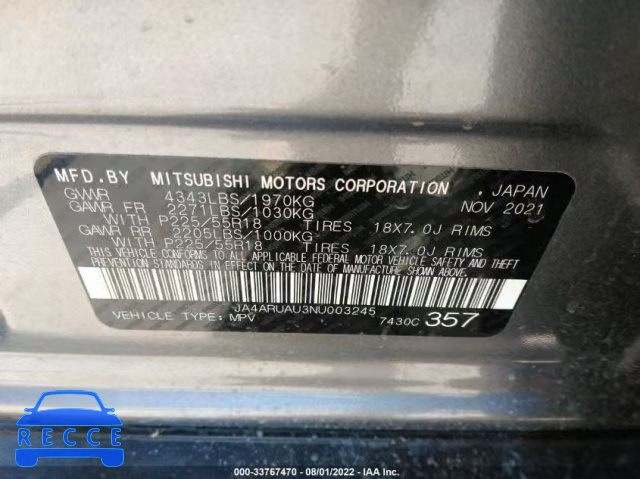 MFD.BY MITSUBISHI MOTORS CORPORATION , JAPAN
GVWR 4343LBS/1970KG NOV 2021
GAWR FR 2271LBS/1030KG
WITH P225/55R18 TIRES 18X7.0J RIMS
GAWR RR 2205LBS/1000KG
WITH P225/55R18 TIRES 18X7.0J RIMS
THIS VEHICLE CONFORMS TO ALL APPLICABLE FEDERAL MOTOR VEHICLE SAFETY AND THEFT
PREVENTION STANDARDS IN EFFECT ON THE DATE OF MANUFACTURE SHOWN ABOVE.
JA4ARUAU3NU003245
VEHICLE TYPE: MPV 7430C 357
BIDS
RECORDS
000-33767470 - 08/01/2022 - IAA Inc.